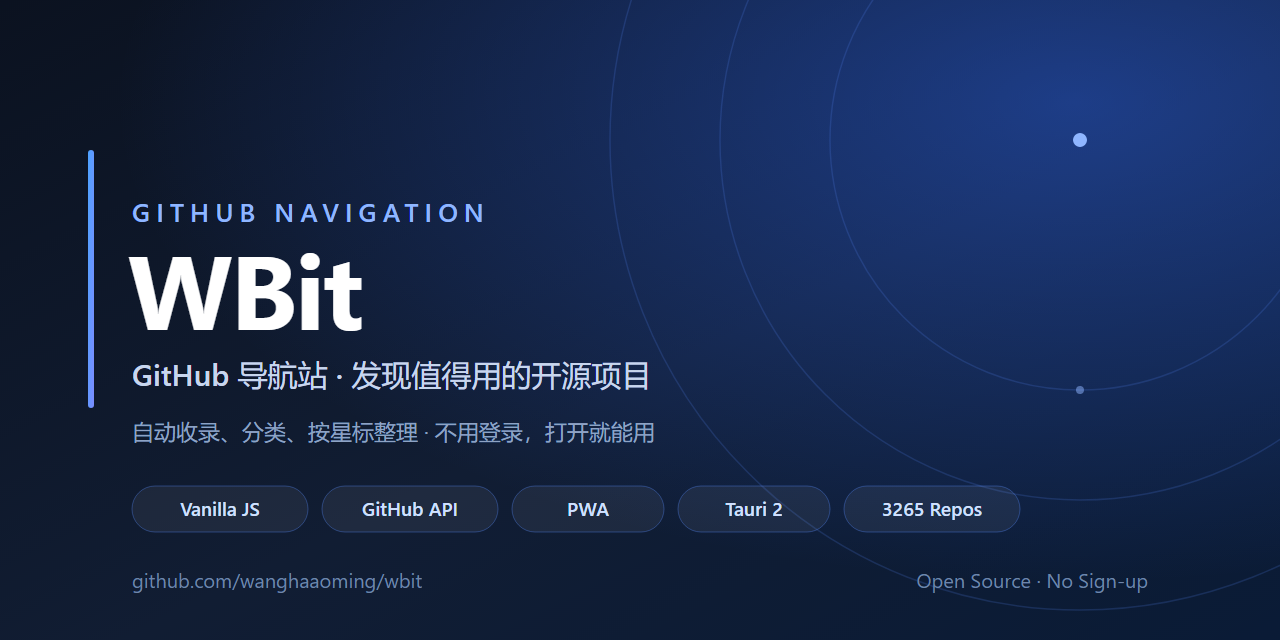 GITHUB NAVIGATION
WBit
GitHub 导航站 · 发现值得用的开源项目
自动收录、分类、按星标整理 · 不用登录，打开就能用
Vanilla JS GitHub API PWA Tauri 2 3265 Repos
github.com/wanghaaoming/wbit Open Source · No Sign-up